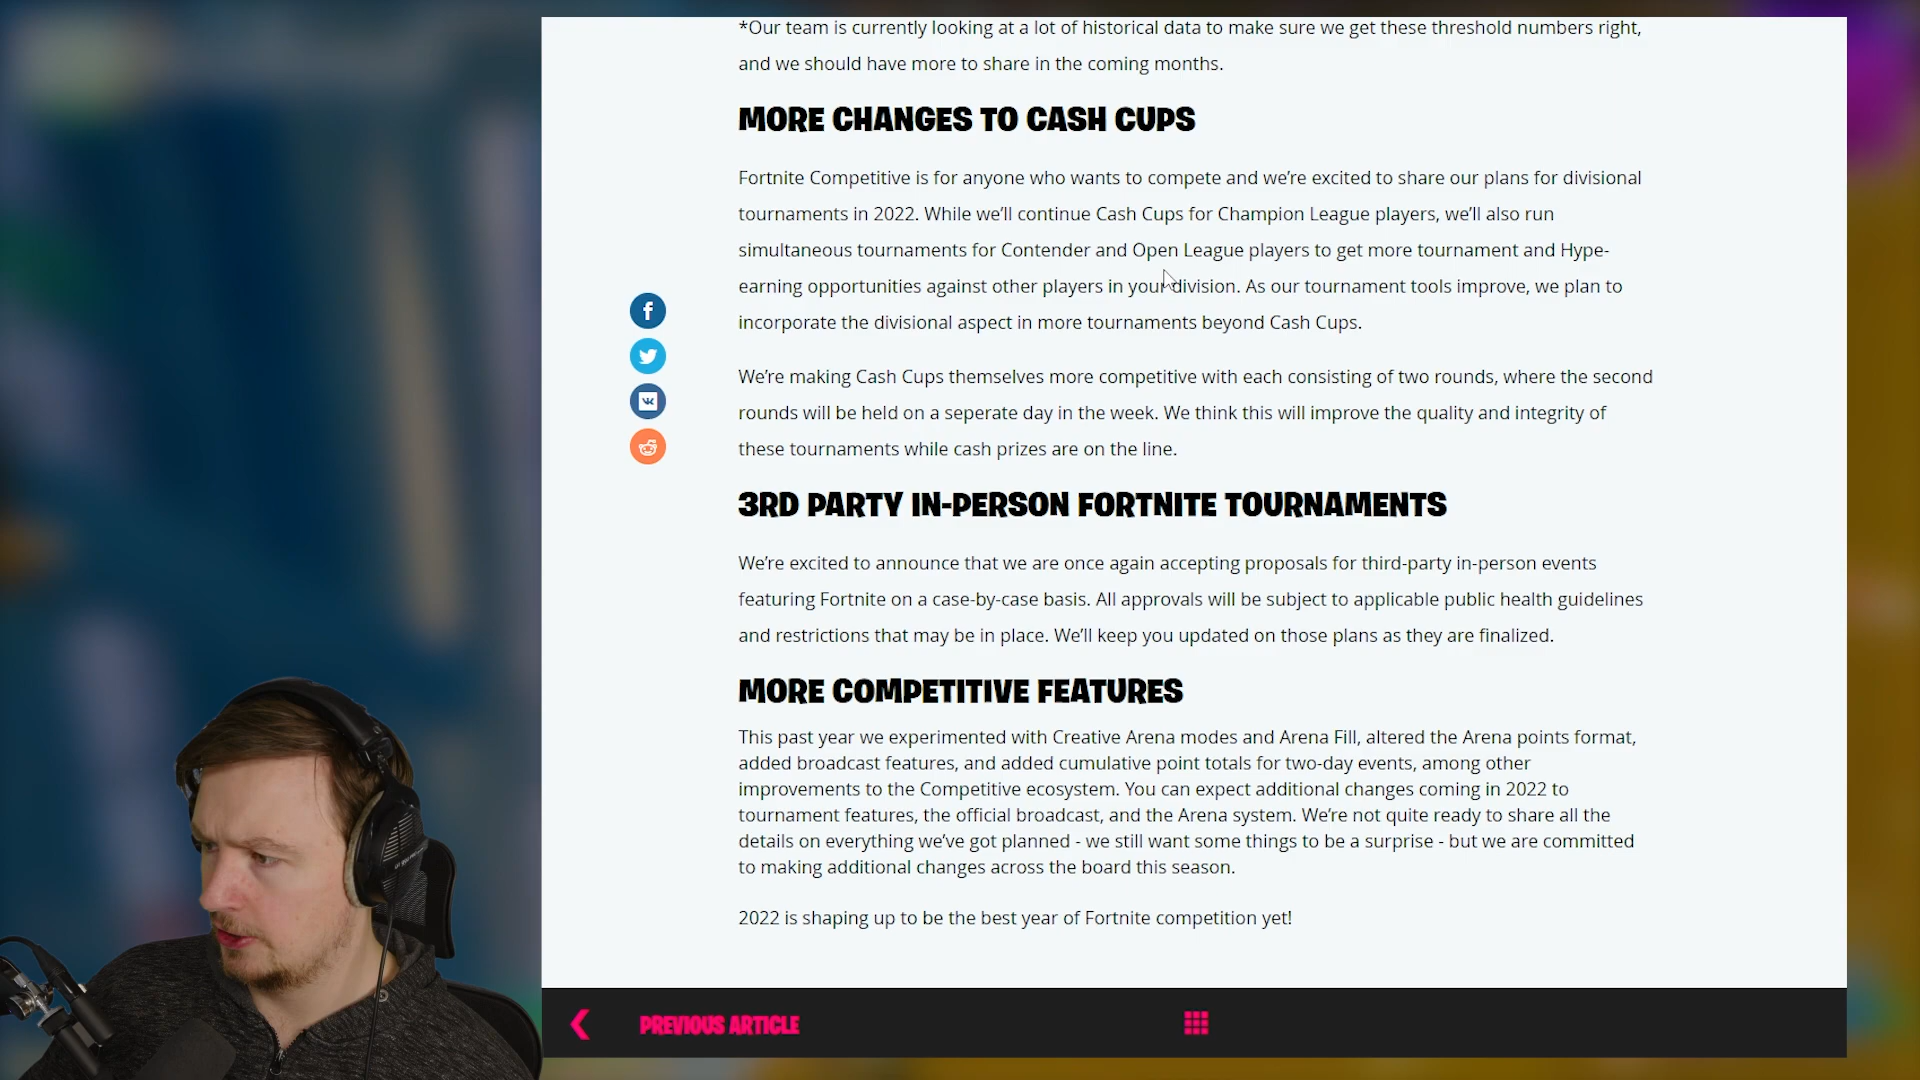 *Our team is currently looking at a lot of historical data to make sure we get these threshold numbers right,
and we should have more to share in the coming months.
MORE CHANGES TO CASH CUPS
Fortnite Competitive is for anyone who wants to compete and we’re excited to share our plans for divisional
tournaments in 2022. While we’ll continue Cash Cups for Champion League players, we’ll also run
simultaneous tournaments for Contender and Open League players to get more tournament and Hype-
earning opportunities against other players in your division. As our tournament tools improve, we plan to
incorporate the divisional aspect in more tournaments beyond Cash Cups.
We’re making Cash Cups themselves more competitive with each consisting of two rounds, where the second
rounds will be held on a seperate day in the week. We think this will improve the quality and integrity of
these tournaments while cash prizes are on the line.
3RD PARTY IN-PERSON FORTNITE TOURNAMENTS
We’re excited to announce that we are once again accepting proposals for third-party in-person events
featuring Fortnite on a case-by-case basis. All approvals will be subject to applicable public health guidelines
and restrictions that may be in place. We’ll keep you updated on those plans as they are finalized.
MORE COMPETITIVE FEATURES
This past year we experimented with Creative Arena modes and Arena Fill, altered the Arena points format,
added broadcast features, and added cumulative point totals for two-day events, among other
improvements to the Competitive ecosystem. You can expect additional changes coming in 2022 to
tournament features, the official broadcast, and the Arena system. We’re not quite ready to share all the
details on everything we’ve got planned - we still want some things to be a surprise - but we are committed
to making additional changes across the board this season.
2022 is shaping up to be the best year of Fortnite competition yet!
PREVIOUS ARTICLE